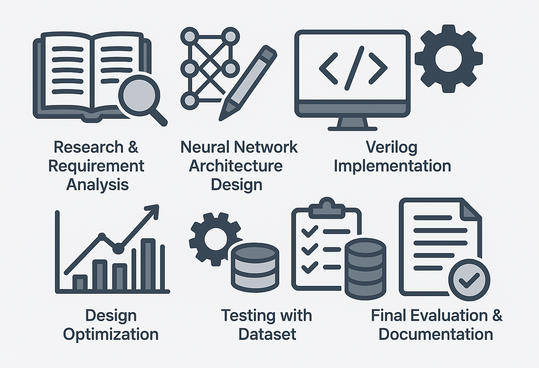 Research &
Requirement
Analysis
Neural Network
Architecture
Design
Verilog
Implementation
Design
Optimization
Testing with
Dataset
Final Evaluation &
Documentation